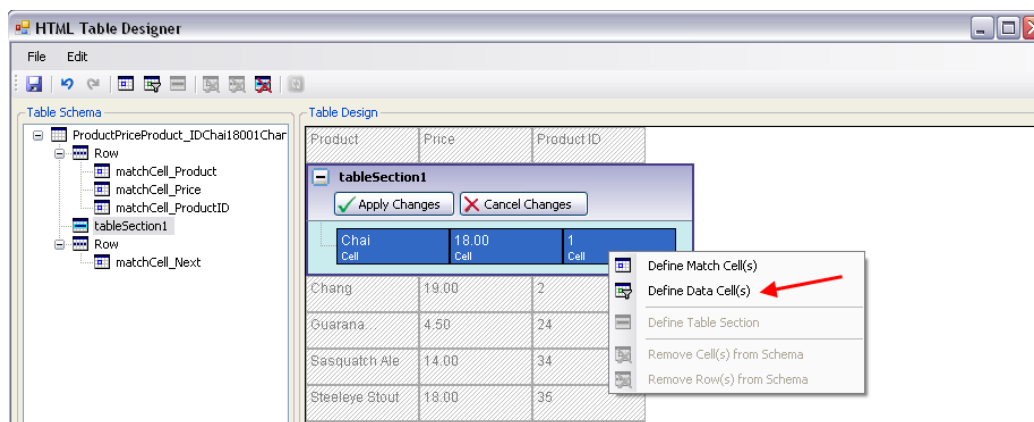 HTML Table Designer
File Edit
Table Schema
ProductPriceProduct_IDChai18001Char
Row
matchCell_Product
matchCell_Price
matchCell_ProductID
tableSection1
Row
matchCell_Next
Table Design
Product Price Product ID
tableSection1
Apply Changes Cancel Changes
Chai 18.00 1
Cell Cell Cell
Chang 19.00 2
Guarana... 4.50 24
Sasquatch Ale 14.00 34
Steeleye Stout 18.00 35
Define Match Cell(s)
Define Data Cell(s)
Define Table Section
Remove Cell(s) from Schema
Remove Row(s) from Schema